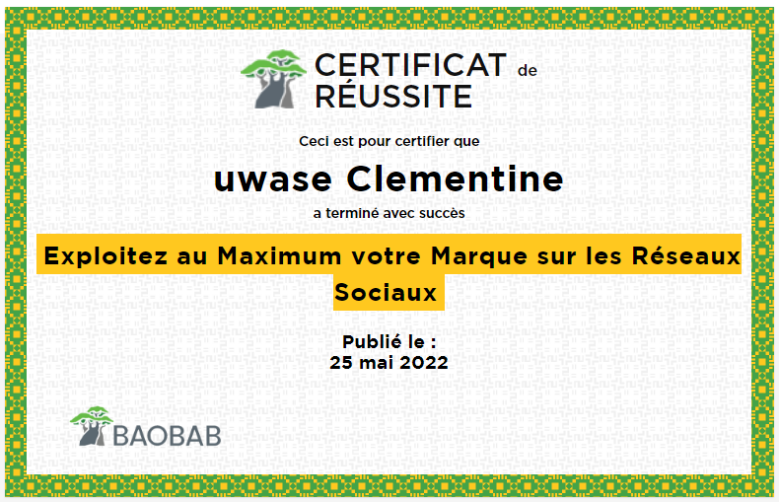 CERTIFICAT de
RÉUSSITE
Ceci est pour certifier que
uwase Clementine
a terminé avec succès
Exploitez au Maximum votre Marque sur les Réseaux
Sociaux
Publié le :
25 mai 2022
BAOBAB